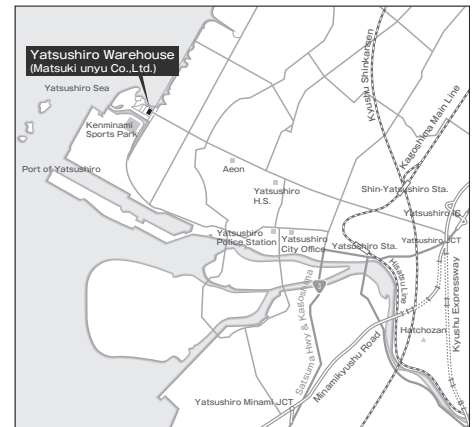 Yatsushiro Warehouse
(Matsuki unyu Co.,Ltd.)
Yatsushiro Sea
Kenminami
Sports Park
Port of Yatsushiro
Aeon
Yatsushiro
H.S.
Kyushu Shinkansen
Kagoshima Main Line
Shin-Yatsushiro Sta.
Yatsushiro IC
Yatsushiro
Police Station
Yatsushiro
City Office
Yatsushiro Sta.
Yatsushiro JCT
Hisatsu Line
3
Satsuma Hwy & Kagoshima
Kyushu Expressway
Hatchozan
Minamikyushu Road
Yatsushiro Minami JCT